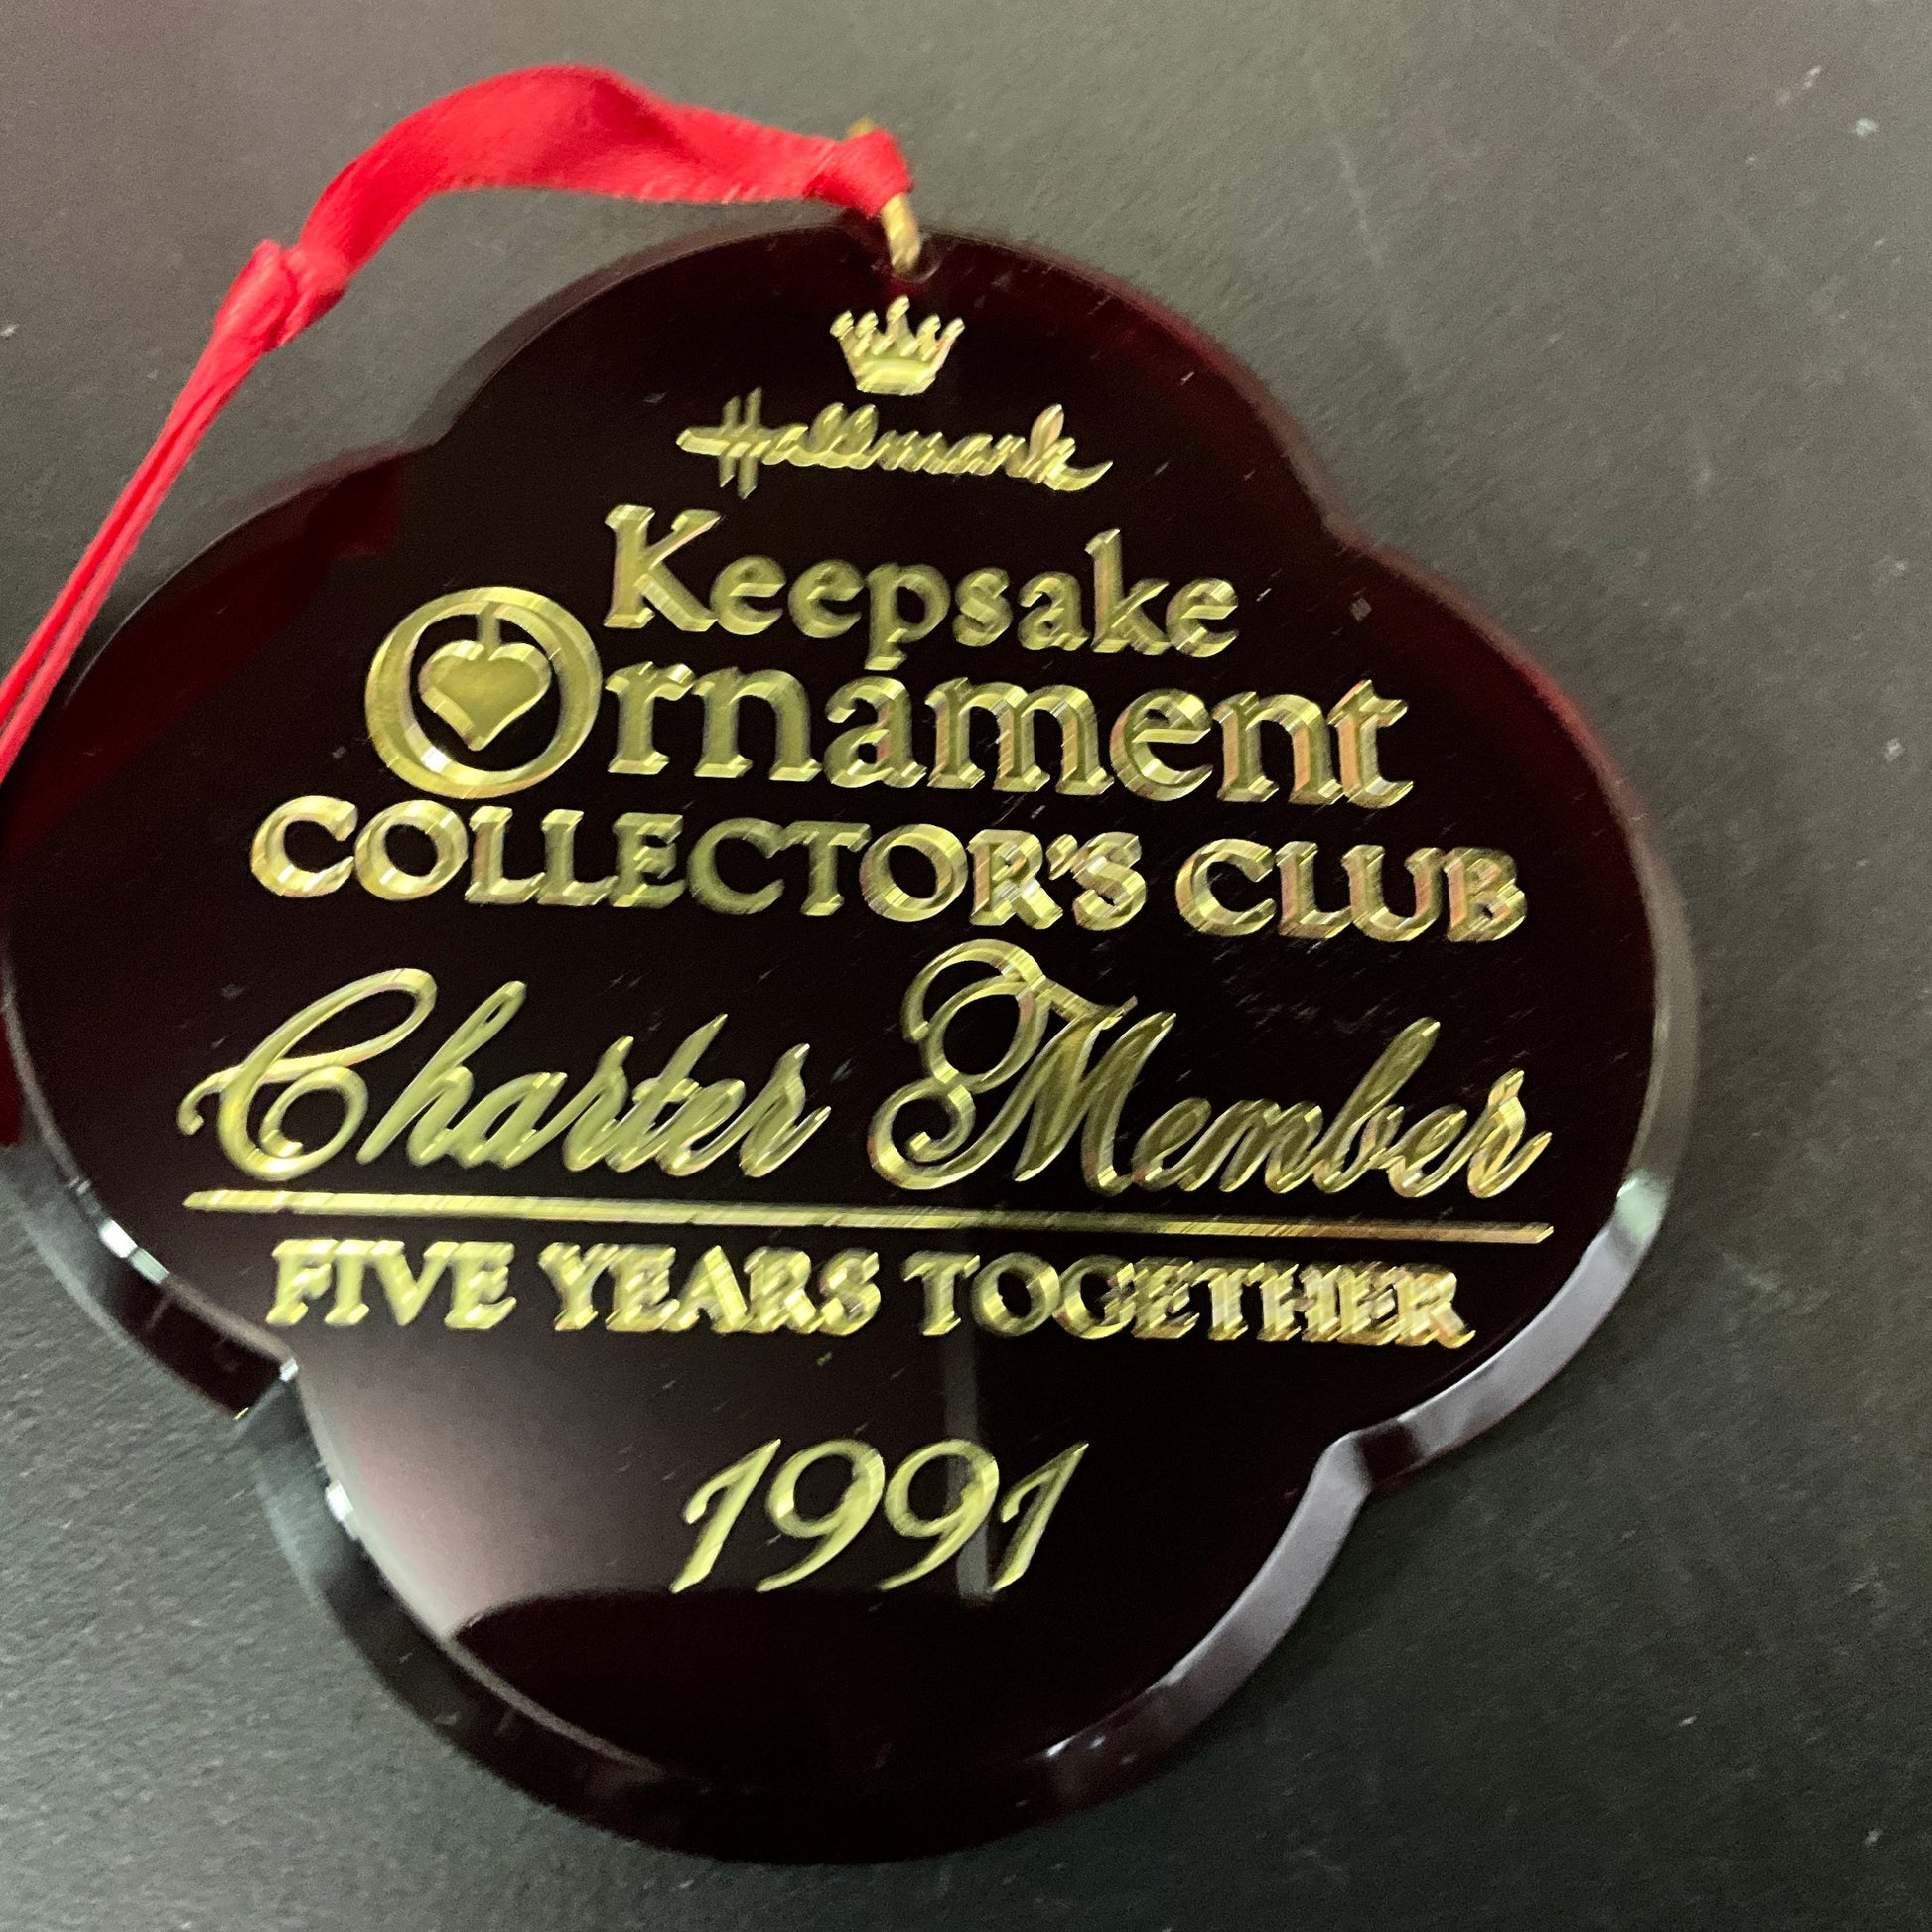 Hallmark
Keepsake
Ornament
COLLECTOR'S CLUB
Charter Member
FIVE YEARS TOGETHER
1991